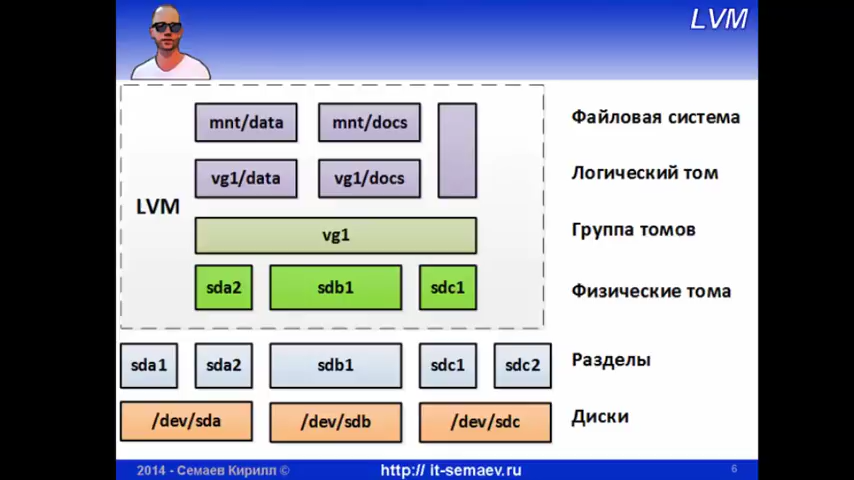 LVM
mnt/data mnt/docs Файловая система
vg1/data vg1/docs Логический том
LVM
vg1 Группа томов
sda2 sdb1 sdc1 Физические тома
sda1 sda2 sdb1 sdc1 sdc2 Разделы
/dev/sda /dev/sdb /dev/sdc Диски
2014 - Семаев Кирилл © http:// it-semaev.ru 6